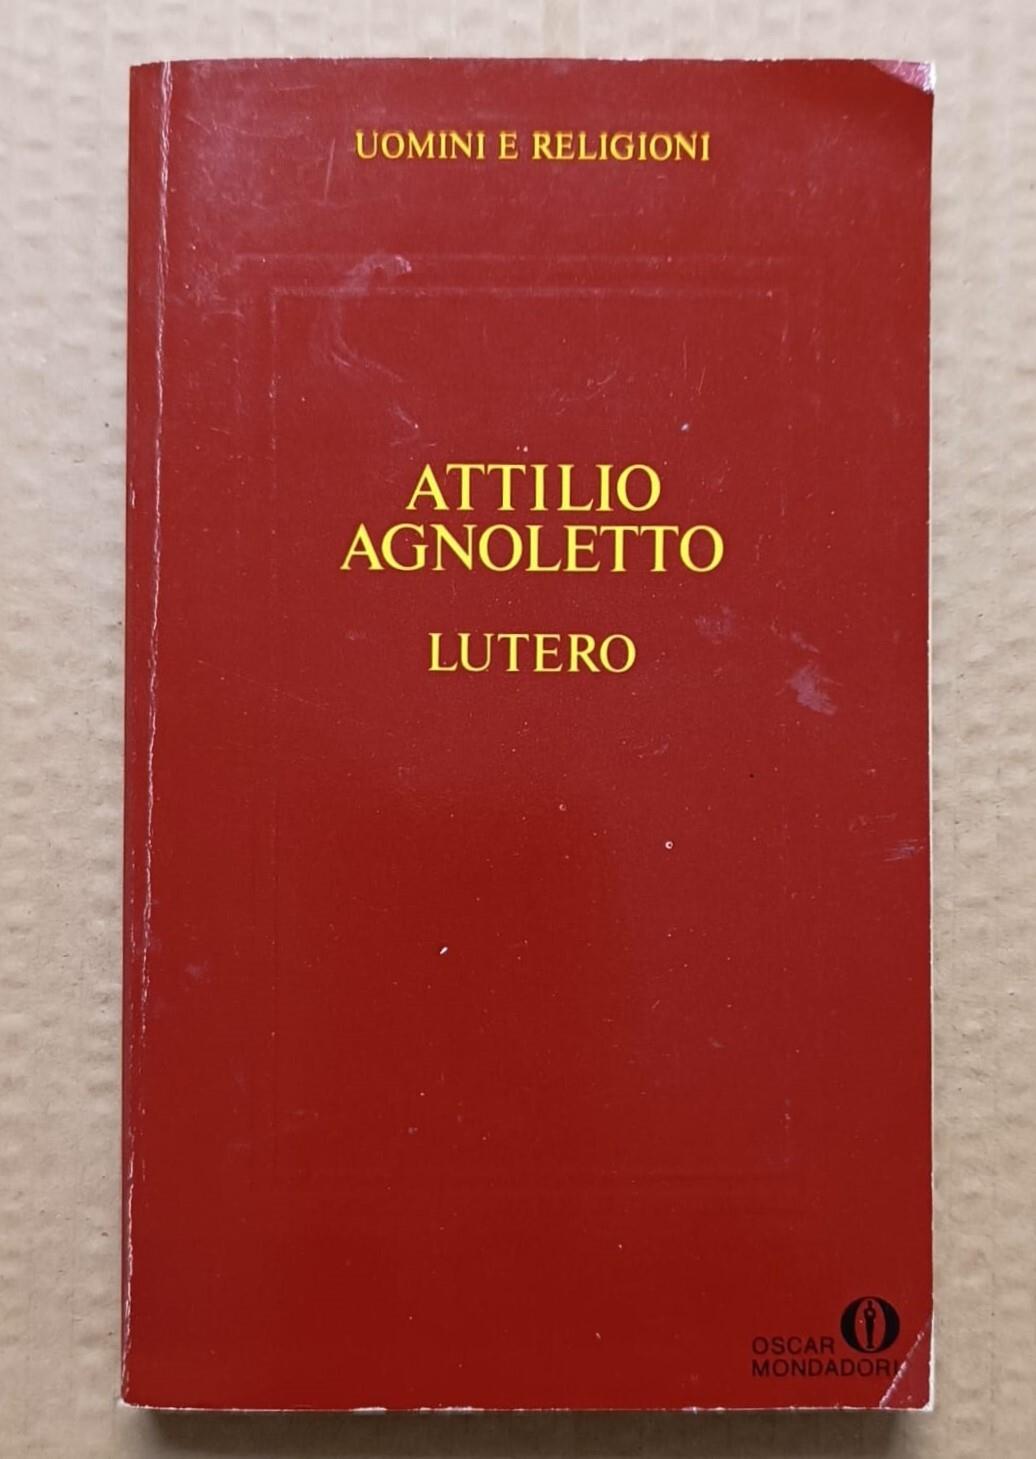 UOMINI E RELIGIONI
ATTILIO
AGNOLETTO
LUTERO
OSCAR
MONDADORI